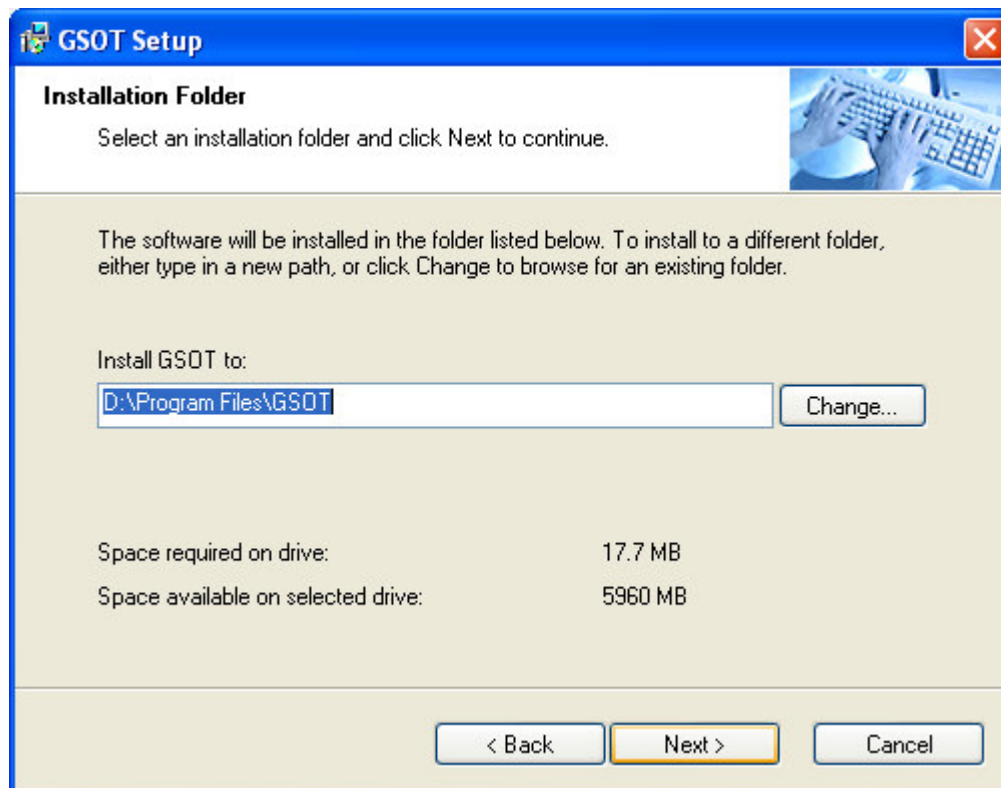 GSOT Setup
Installation Folder
Select an installation folder and click Next to continue.
The software will be installed in the folder listed below. To install to a different folder,
either type in a new path, or click Change to browse for an existing folder.
Install GSOT to:
D:\Program Files\GSOT
Change...
Space required on drive: 17.7 MB
Space available on selected drive: 5960 MB
< Back Next > Cancel